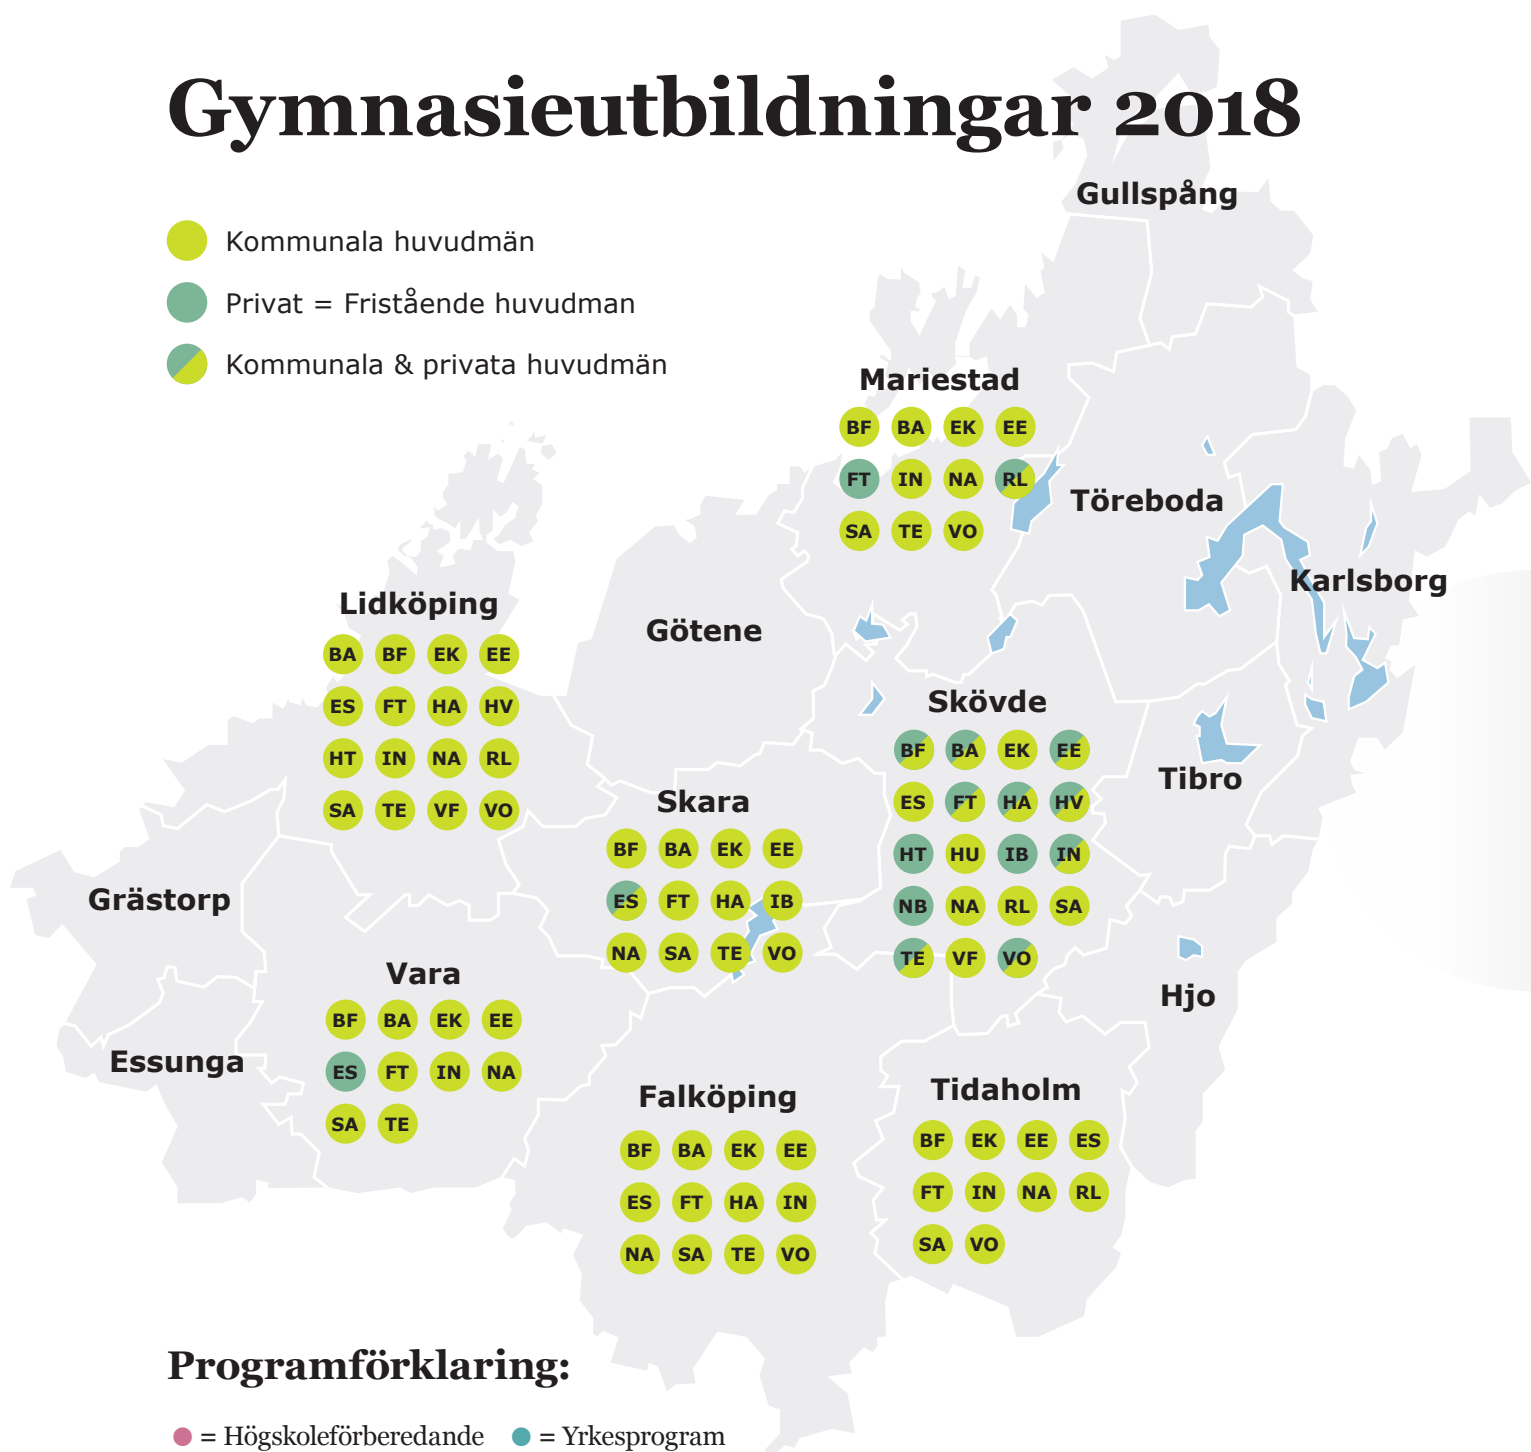 Gymnasieutbildningar 2018
Kommunala huvudmän
Privat = Fristående huvudman
Kommunala & privata huvudmän
Gullspång
Mariestad
BF BA EK EE
FT IN NA RL
SA TE VO
Töreboda
Karlsborg
Lidköping
BA BF EK EE
ES FT HA HV
HT IN NA RL
SA TE VF VO
Götene
Skövde
BF BA EK EE
ES FT HA HV
HT HU IB IN
NB NA RL SA
TE VF VO
Tibro
Skara
BF BA EK EE
ES FT HA IB
NA SA TE VO
Grästorp
Vara
BF BA EK EE
ES FT IN NA
SA TE
Hjo
Essunga
Falköping
BF BA EK EE
ES FT HA IN
NA SA TE VO
Tidaholm
BF EK EE ES
FT IN NA RL
SA VO
Programförklaring:
= Högskoleförberedande = Yrkesprogram